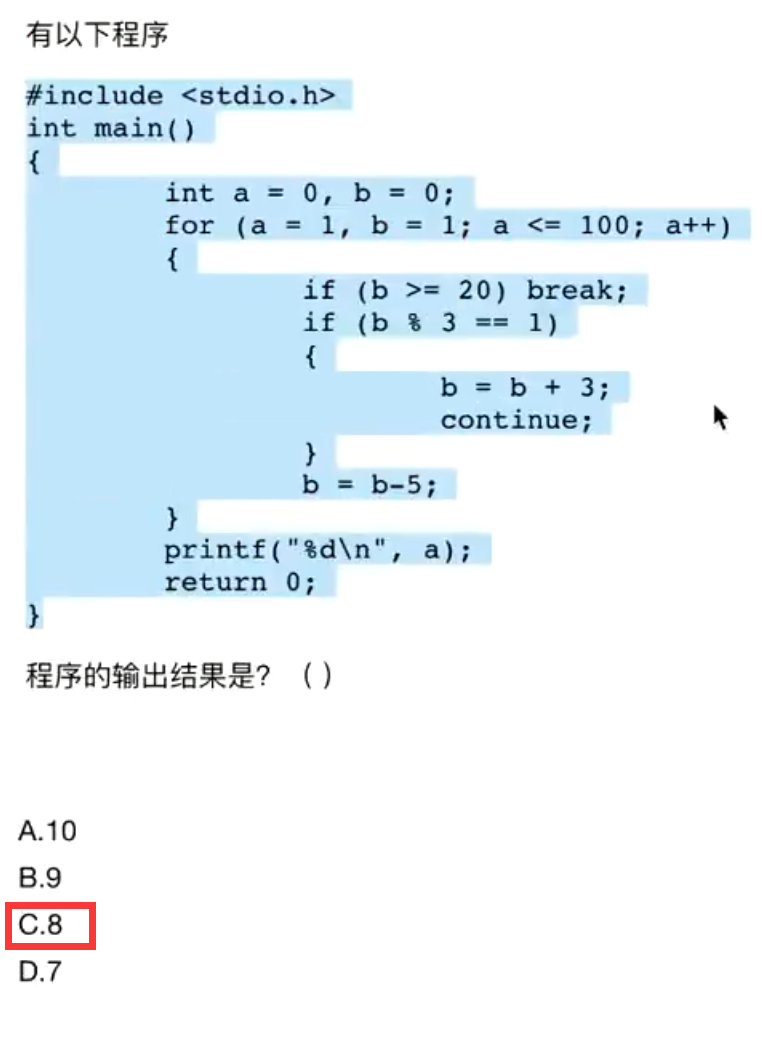 有以下程序
#include <stdio.h>
int main()
{
int a = 0, b = 0;
for (a = 1, b = 1; a <= 100; a++)
{
if (b >= 20) break;
if (b % 3 == 1)
{
b = b + 3;
continue;
}
b = b-5;
}
printf("%d\n", a);
return 0;
}
程序的输出结果是? ( )
A.10
B.9
C.8
D.7